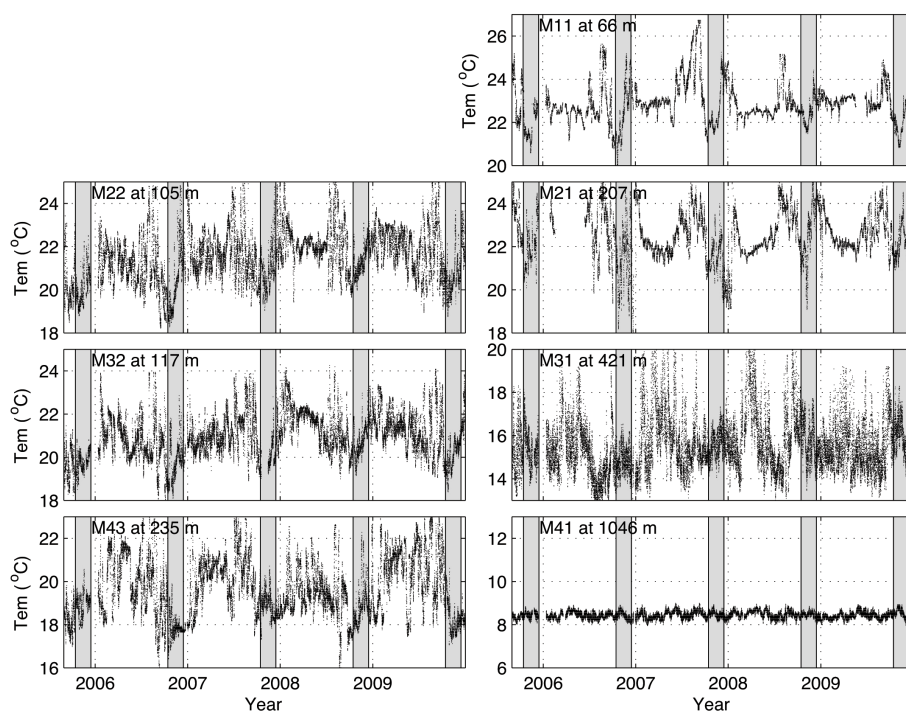 M11 at 66 m
Tem (°C)
26
24
22
20
M22 at 105 m
Tem (°C)
24
22
20
18
M21 at 207 m
Tem (°C)
24
22
20
18
M32 at 117 m
Tem (°C)
24
22
20
18
M31 at 421 m
Tem (°C)
20
18
16
14
M43 at 235 m
Tem (°C)
22
20
18
16
2006 2007 2008 2009
Year
M41 at 1046 m
Tem (°C)
12
10
8
6
2006 2007 2008 2009
Year